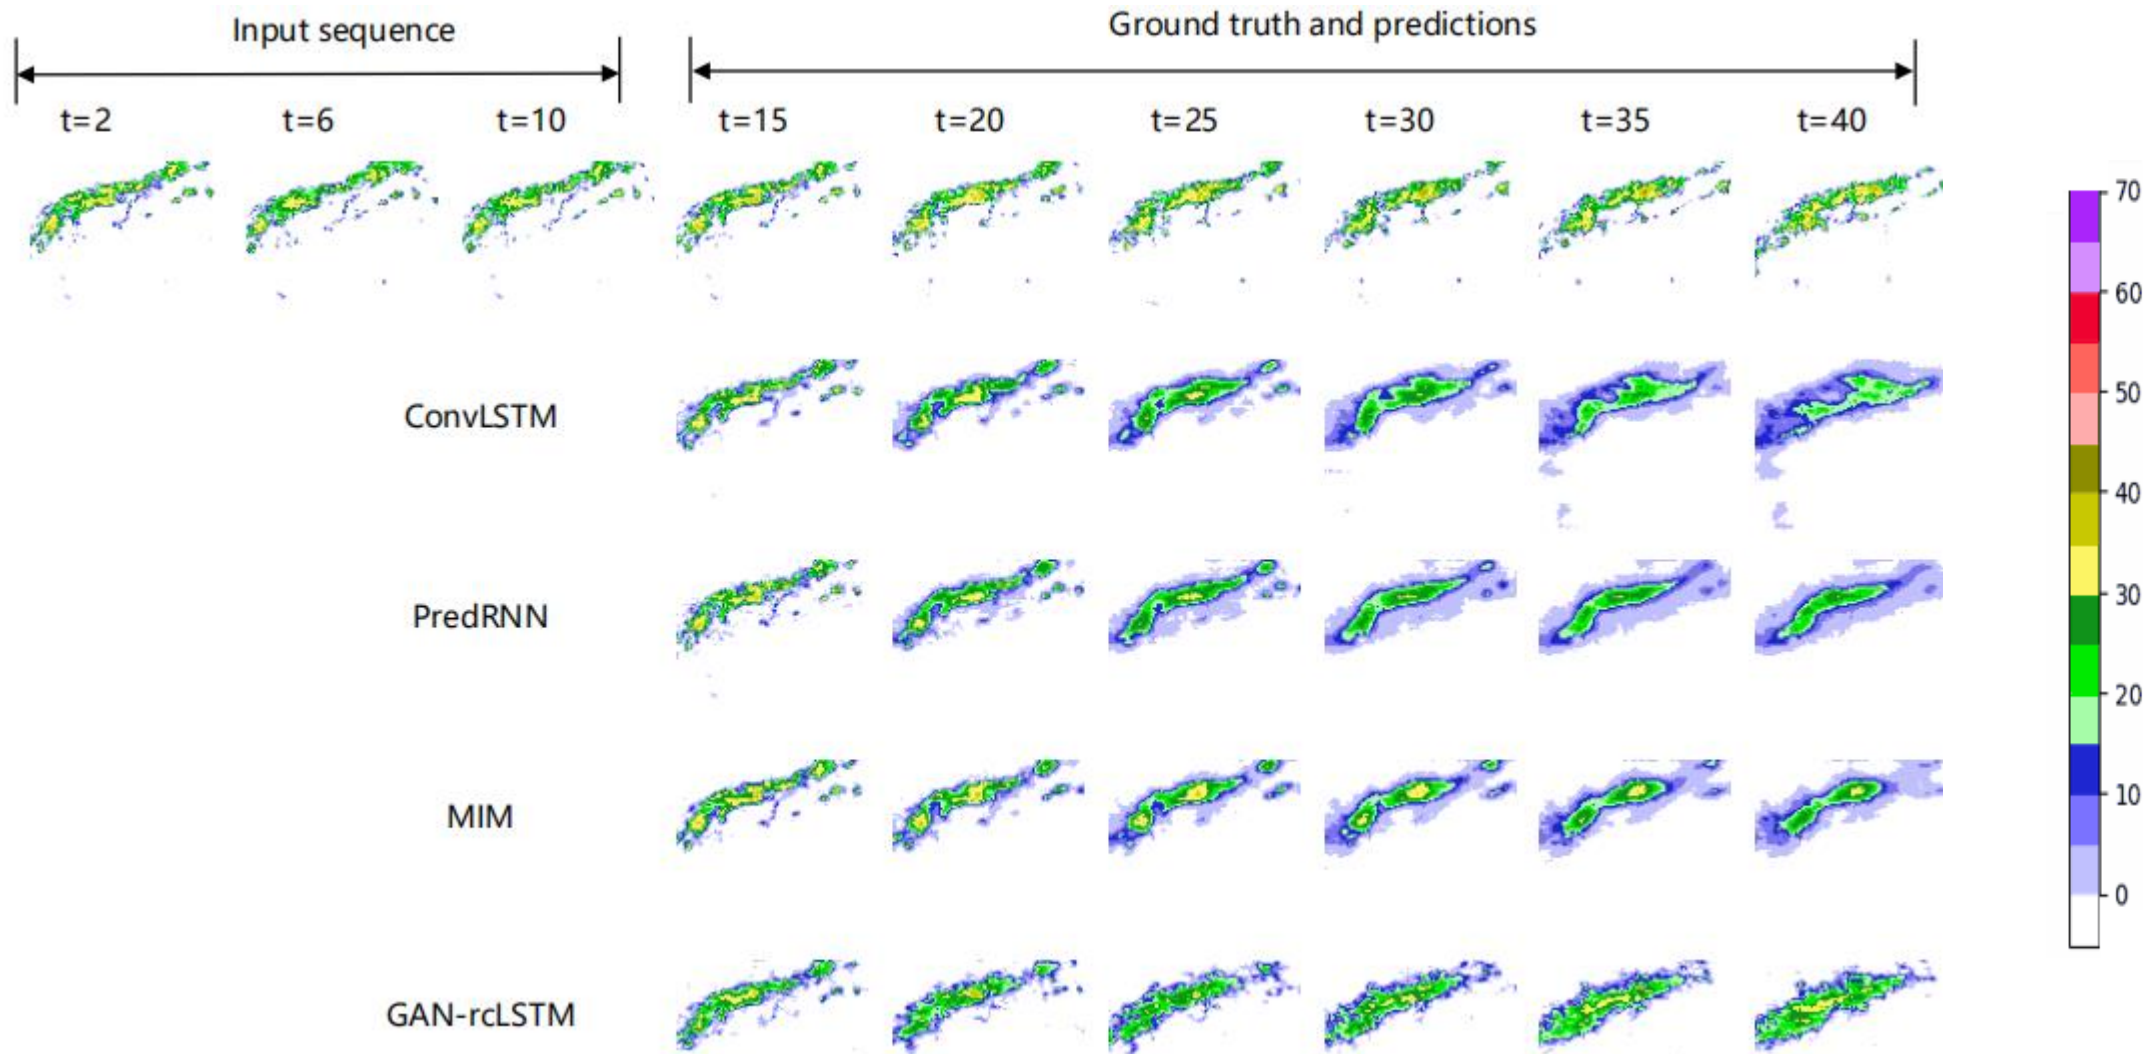 Input sequence
Ground truth and predictions
t=2 t=6 t=10 t=15 t=20 t=25 t=30 t=35 t=40
ConvLSTM
PredRNN
MIM
GAN-rcLSTM
70
60
50
40
30
20
10
0